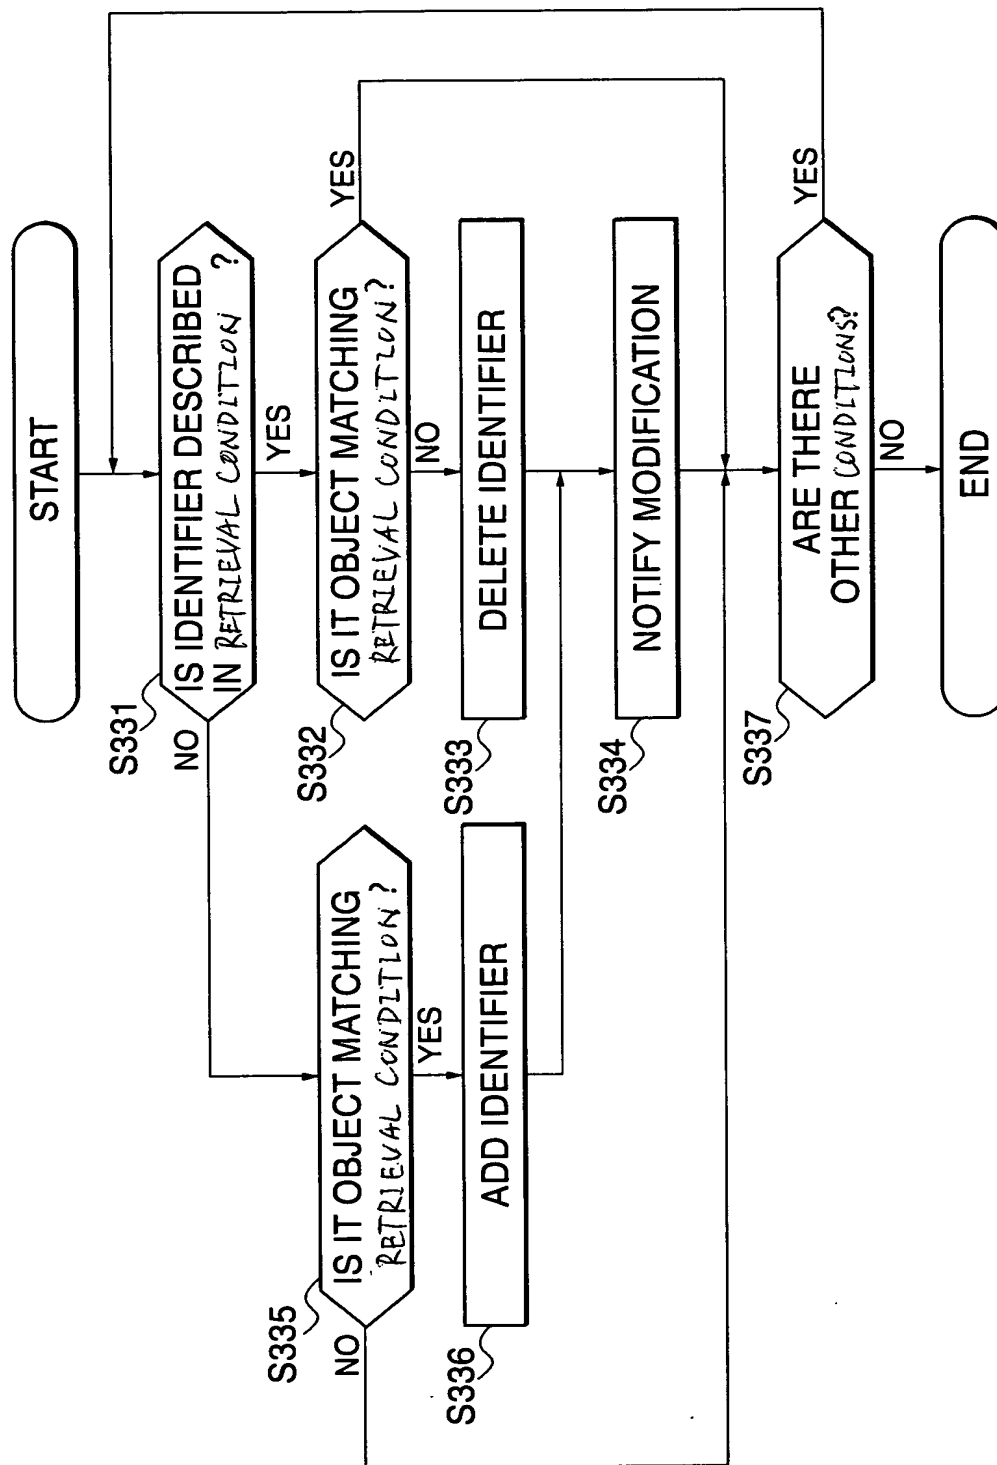 START
S331
IS IDENTIFIER DESCRIBED
IN RETRIEVAL CONDITION ?
NO
YES
S332
IS IT OBJECT MATCHING
RETRIEVAL CONDITION?
YES
NO
S335
IS IT OBJECT MATCHING
RETRIEVAL CONDITION?
NO
YES
S333
DELETE IDENTIFIER
S336
ADD IDENTIFIER
S334
NOTIFY MODIFICATION
S337
ARE THERE
OTHER CONDITIONS?
YES
NO
END